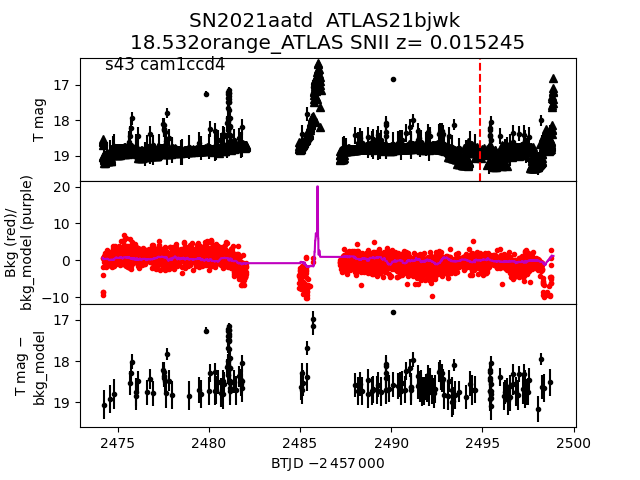 SN2021aatd  ATLAS21bjwk
18.532orange_ATLAS SNII z= 0.015245
s43 cam1ccd4
17
18
19
T mag
20
10
0
−10
Bkg (red)/
bkg_model (purple)
17
18
19
T mag −
bkg_model
2475
2480
2485
2490
2495
2500
BTJD −2 457 000